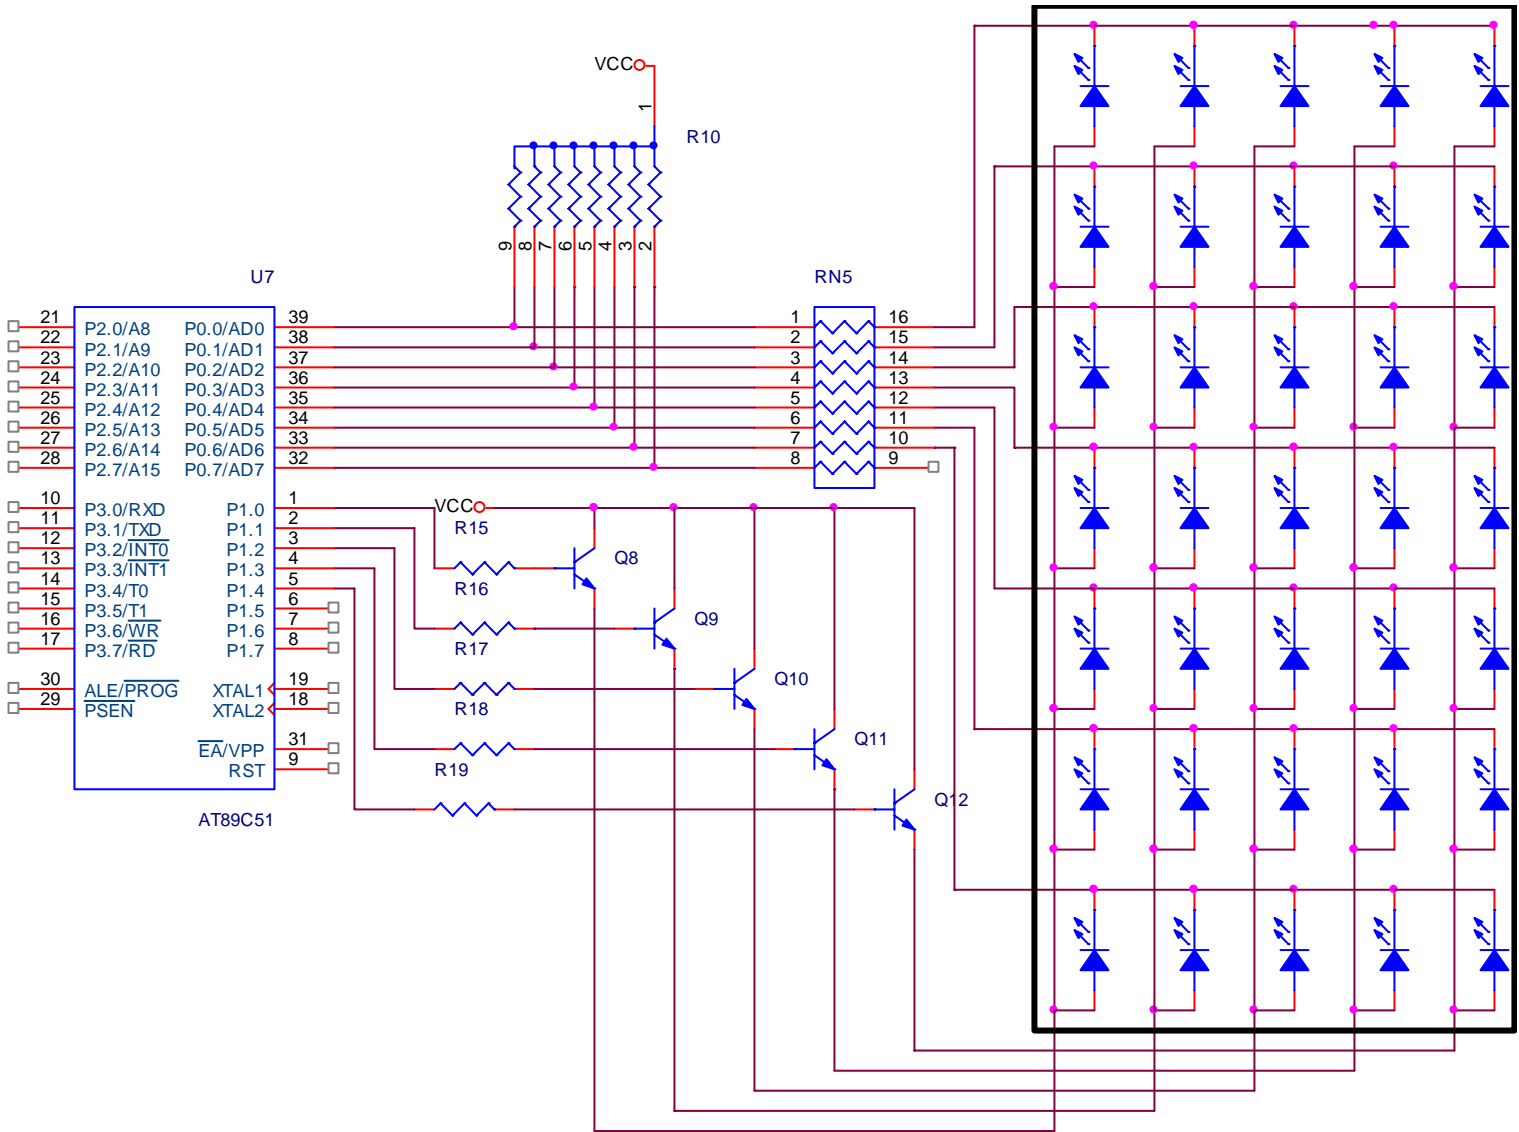 VCC
1
R10
9 8 7 6 5 4 3 2
U7
RN5
21 P2.0/A8 P0.0/AD0 39 1 16
22 P2.1/A9 P0.1/AD1 38 2 15
23 P2.2/A10 P0.2/AD2 37 3 14
24 P2.3/A11 P0.3/AD3 36 4 13
25 P2.4/A12 P0.4/AD4 35 5 12
26 P2.5/A13 P0.5/AD5 34 6 11
27 P2.6/A14 P0.6/AD6 33 7 10
28 P2.7/A15 P0.7/AD7 32 8 9
10 P3.0/RXD P1.0 1 VCC
11 P3.1/TXD P1.1 2 R15
12 P3.2/INT0 P1.2 3 Q8
13 P3.3/INT1 P1.3 4
14 P3.4/T0 P1.4 5 R16
15 P3.5/T1 P1.5 6
16 P3.6/WR P1.6 7 Q9
17 P3.7/RD P1.7 8 R17
Q10
30 ALE/PROG XTAL1 19
29 PSEN XTAL2 18 R18
Q11
EA/VPP 31
RST 9 R19
Q12
AT89C51